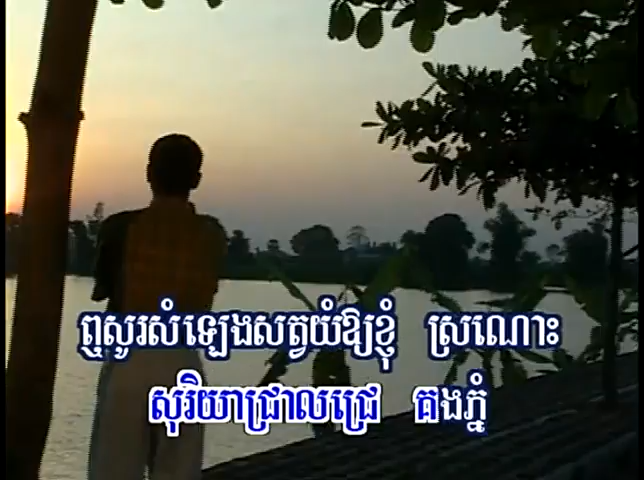 ឮសូរសំឡេងសត្វយំឱ្យខ្ញុំ ស្រណោះ
សុរិយាជ្រាលជ្រេ គងភ្នំ